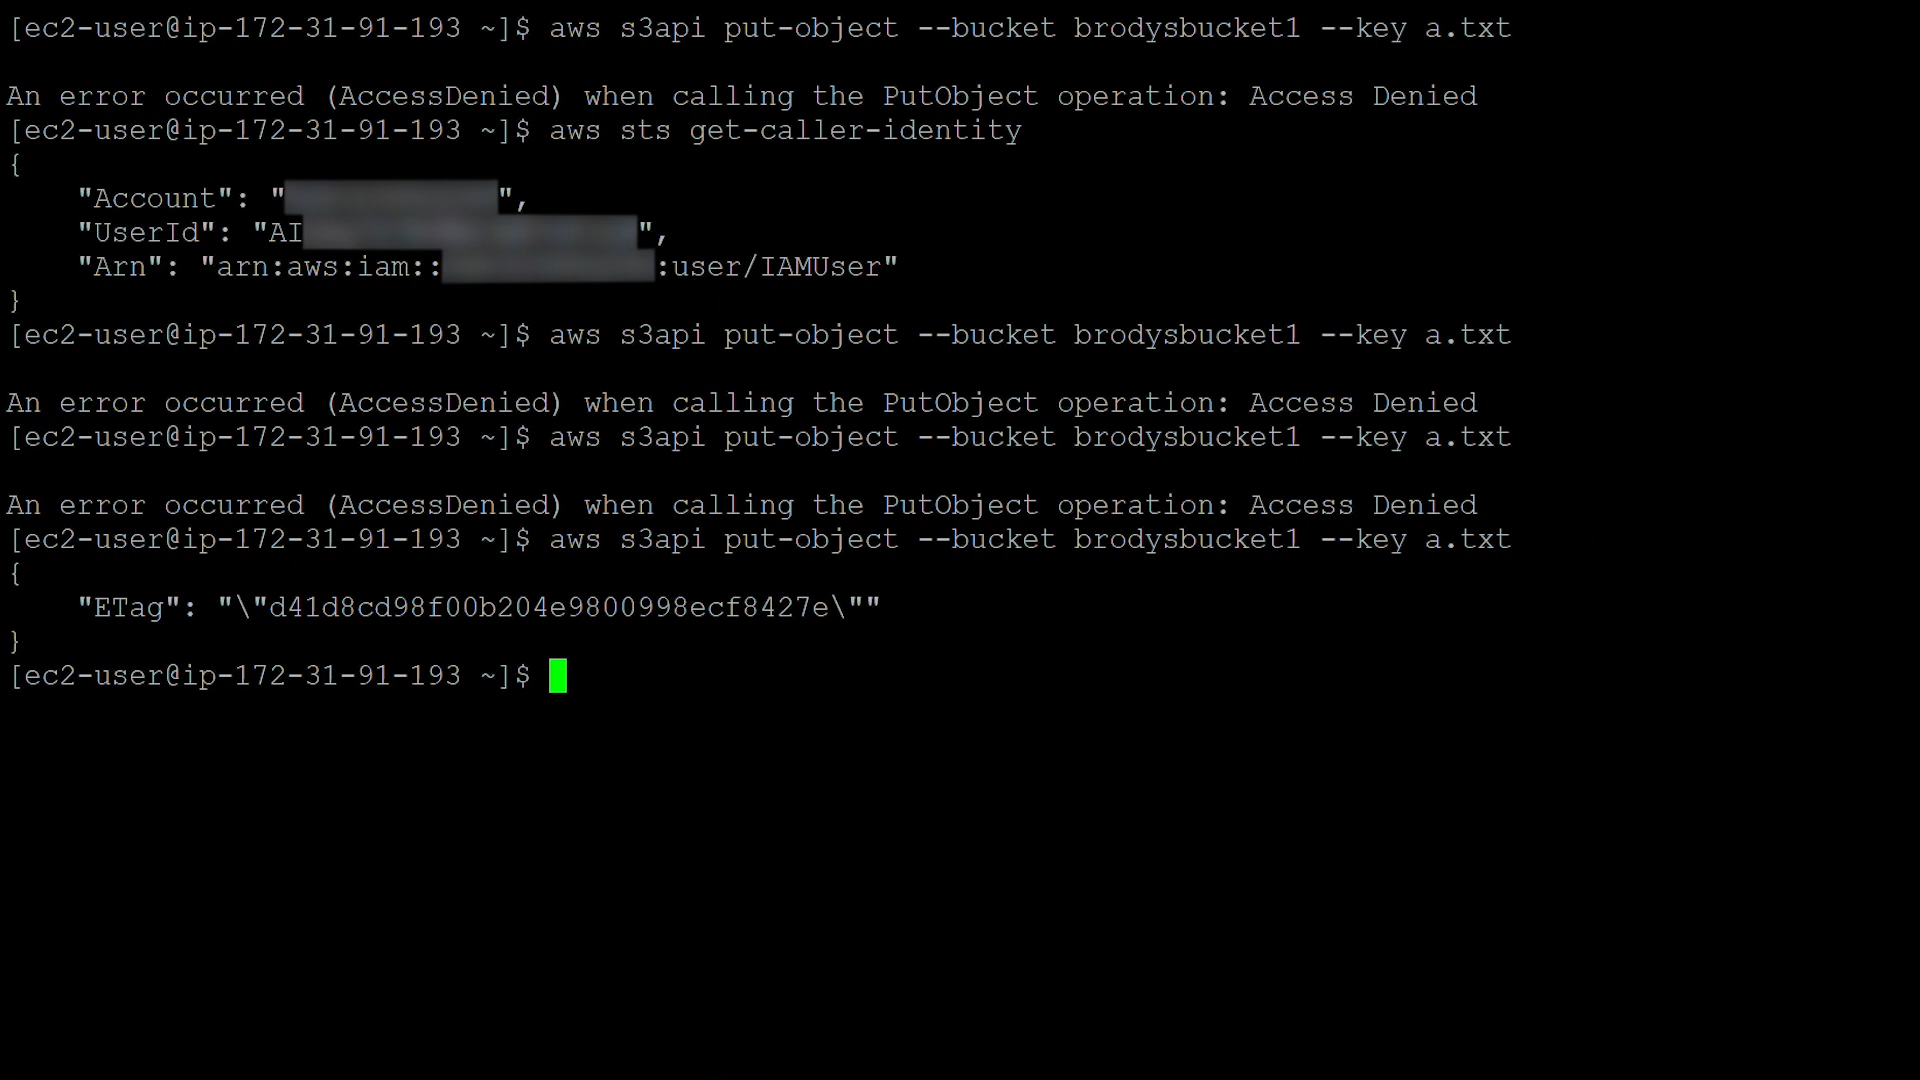 [ec2-user@ip-172-31-91-193 ~]$ aws s3api put-object --bucket brodysbucket1 --key a.txt
An error occurred (AccessDenied) when calling the PutObject operation: Access Denied
[ec2-user@ip-172-31-91-193 ~]$ aws sts get-caller-identity
{
    "Account": "",
    "UserId": "AI",
    "Arn": "arn:aws:iam:::user/IAMUser"
}
[ec2-user@ip-172-31-91-193 ~]$ aws s3api put-object --bucket brodysbucket1 --key a.txt
An error occurred (AccessDenied) when calling the PutObject operation: Access Denied
[ec2-user@ip-172-31-91-193 ~]$ aws s3api put-object --bucket brodysbucket1 --key a.txt
An error occurred (AccessDenied) when calling the PutObject operation: Access Denied
[ec2-user@ip-172-31-91-193 ~]$ aws s3api put-object --bucket brodysbucket1 --key a.txt
{
    "ETag": "\"d41d8cd98f00b204e9800998ecf8427e\""
}
[ec2-user@ip-172-31-91-193 ~]$